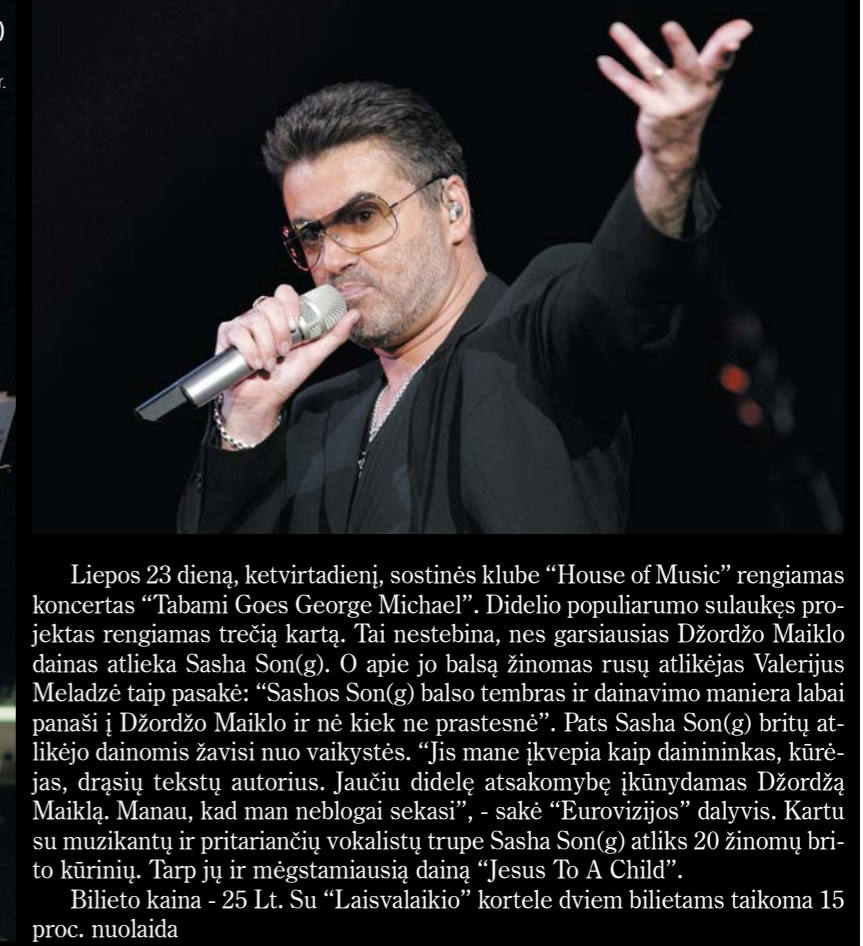 )
r.
Liepos 23 dieną, ketvirtadienį, sostinės klube “House of Music” rengiamas
koncertas “Tabami Goes George Michael”. Didelio populiarumo sulaukęs pro-
jektas rengiamas trečią kartą. Tai nestebina, nes garsiausias Džordžo Maiklo
dainas atlieka Sasha Son(g). O apie jo balsą žinomas rusų atlikėjas Valerijus
Meladzė taip pasakė: “Sashos Son(g) balso tembras ir dainavimo maniera labai
panaši į Džordžo Maiklo ir nė kiek ne prastesnė”. Pats Sasha Son(g) britų at-
likėjo dainomis žavisi nuo vaikystės. “Jis mane įkvepia kaip dainininkas, kūrė-
jas, drąsių tekstų autorius. Jaučiu didelę atsakomybę įkūnydamas Džordžą
Maiklą. Manau, kad man neblogai sekasi”, - sakė “Eurovizijos” dalyvis. Kartu
su muzikantų ir pritariančių vokalistų trupe Sasha Son(g) atliks 20 žinomų bri-
to kūrinių. Tarp jų ir mėgstamiausią dainą “Jesus To A Child”.
Bilieto kaina - 25 Lt. Su “Laisvalaikio” kortele dviem bilietams taikoma 15
proc. nuolaida